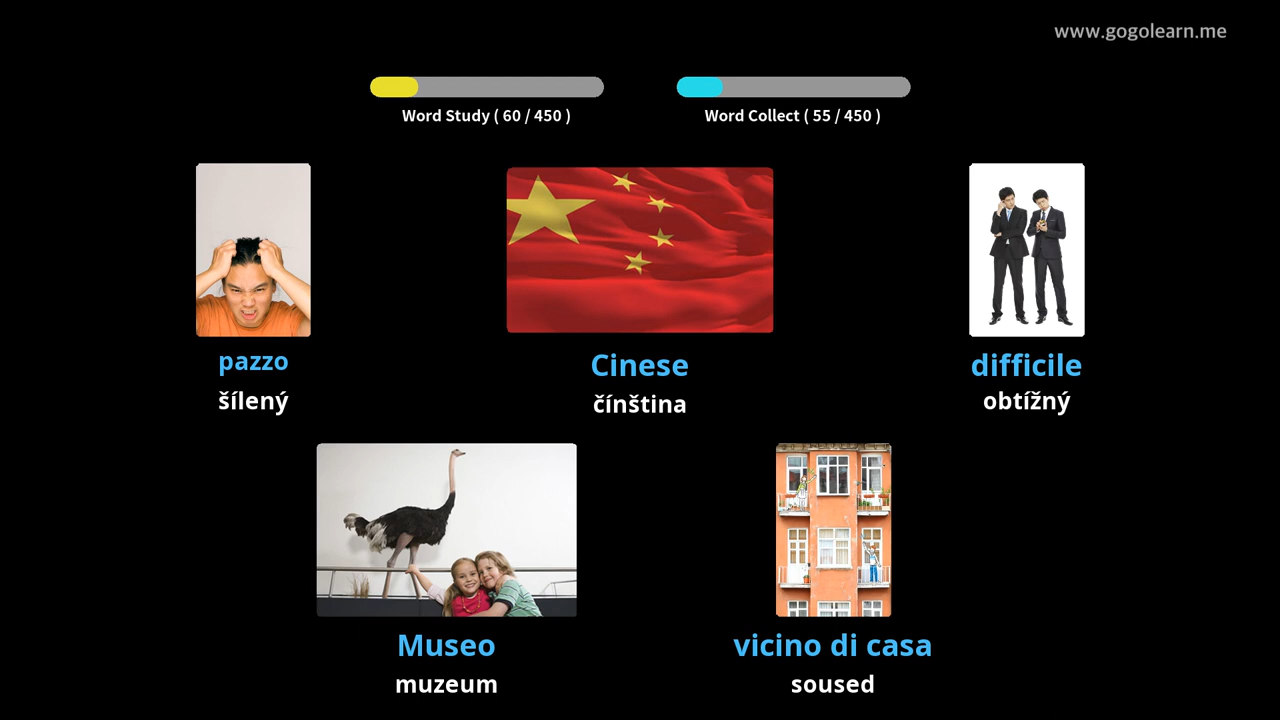 www.gogolearn.me
Word Study ( 60 / 450 )
Word Collect ( 55 / 450 )
pazzo
šílený
Cinese
čínština
difficile
obtížný
Museo
muzeum
vicino di casa
soused